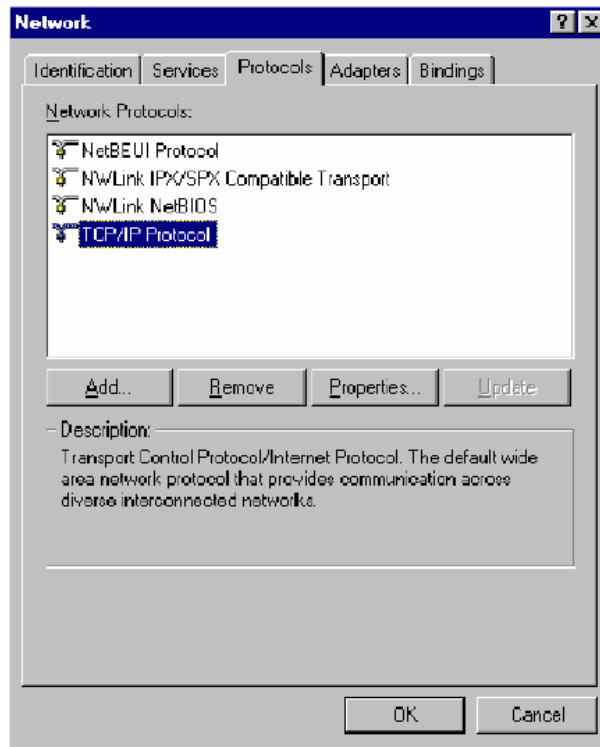 Network
Identification Services Protocols Adapters Bindings
Network Protocols:
NetBEUI Protocol
NWLink IPX/SPX Compatible Transport
NWLink NetBIOS
TCP/IP Protocol
Add... Remove Properties... Update
Description:
Transport Control Protocol/Internet Protocol. The default wide
area network protocol that provides communication across
diverse interconnected networks.
OK Cancel